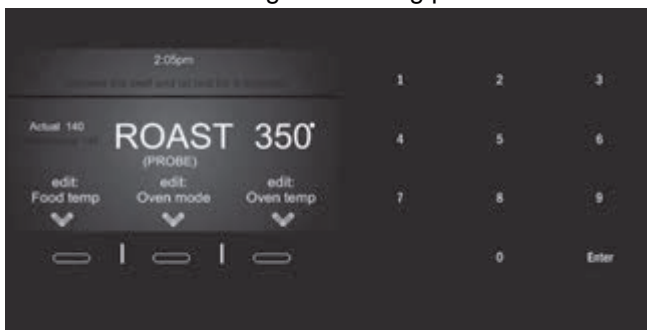 2:05pm
Actual 140
ROAST 350°
(PROBE)
edit: edit: edit:
Food temp Oven mode Oven temp
1 2 3
4 5 6
7 8 9
0 Enter